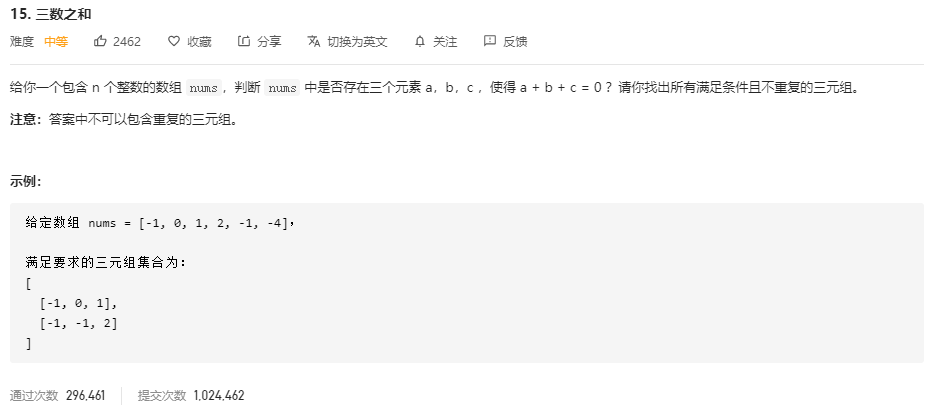 15. 三数之和
难度 中等 2462 收藏 分享 切换为英文 关注 反馈
给你一个包含 n 个整数的数组 nums，判断 nums 中是否存在三个元素 a，b，c ，使得 a + b + c = 0 ？请你找出所有满足条件且不重复的三元组。
注意：答案中不可以包含重复的三元组。
示例：
给定数组 nums = [-1, 0, 1, 2, -1, -4]，
满足要求的三元组集合为：
[
[-1, 0, 1],
[-1, -1, 2]
]
通过次数 296,461 提交次数 1,024,462